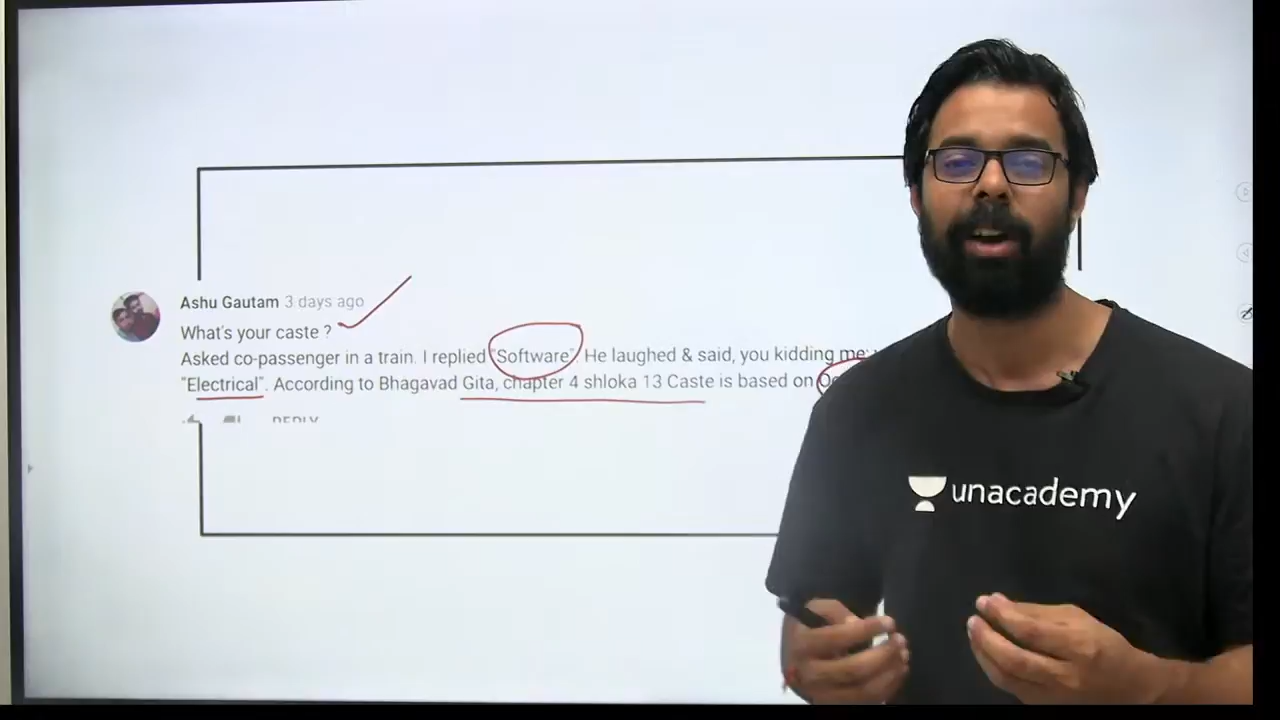 Ashu Gautam 3 days ago
What's your caste ?
Asked co-passenger in a train. I replied "Software". He laughed & said, you kidding me;
"Electrical". According to Bhagavad Gita, chapter 4 shloka 13 Caste is based on
REPLY
unacademy